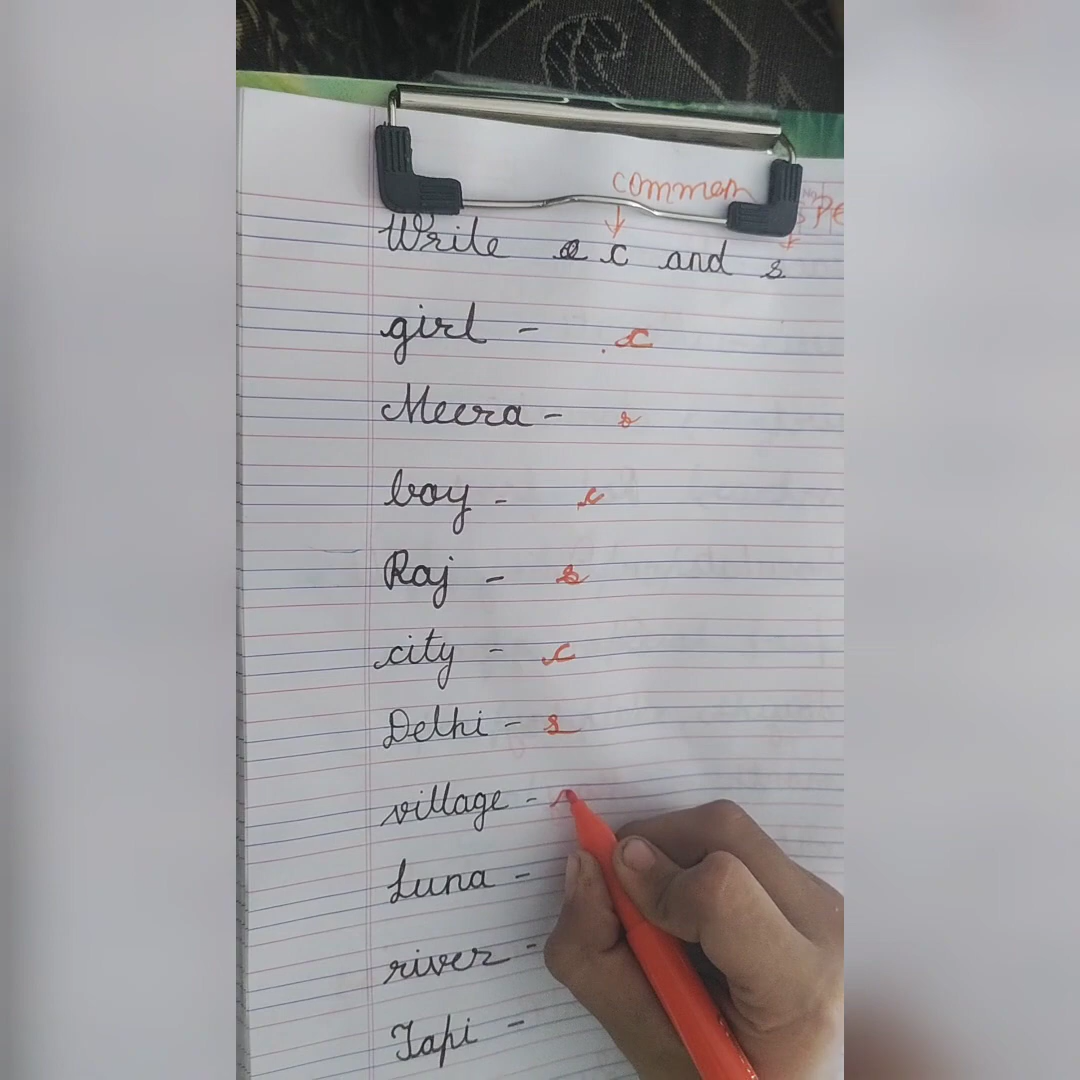 common
Write c and s
girl - c
Meera - s
boy - c
Raj - s
city - c
Delhi - s
village -
Luna -
river -
Tapi -